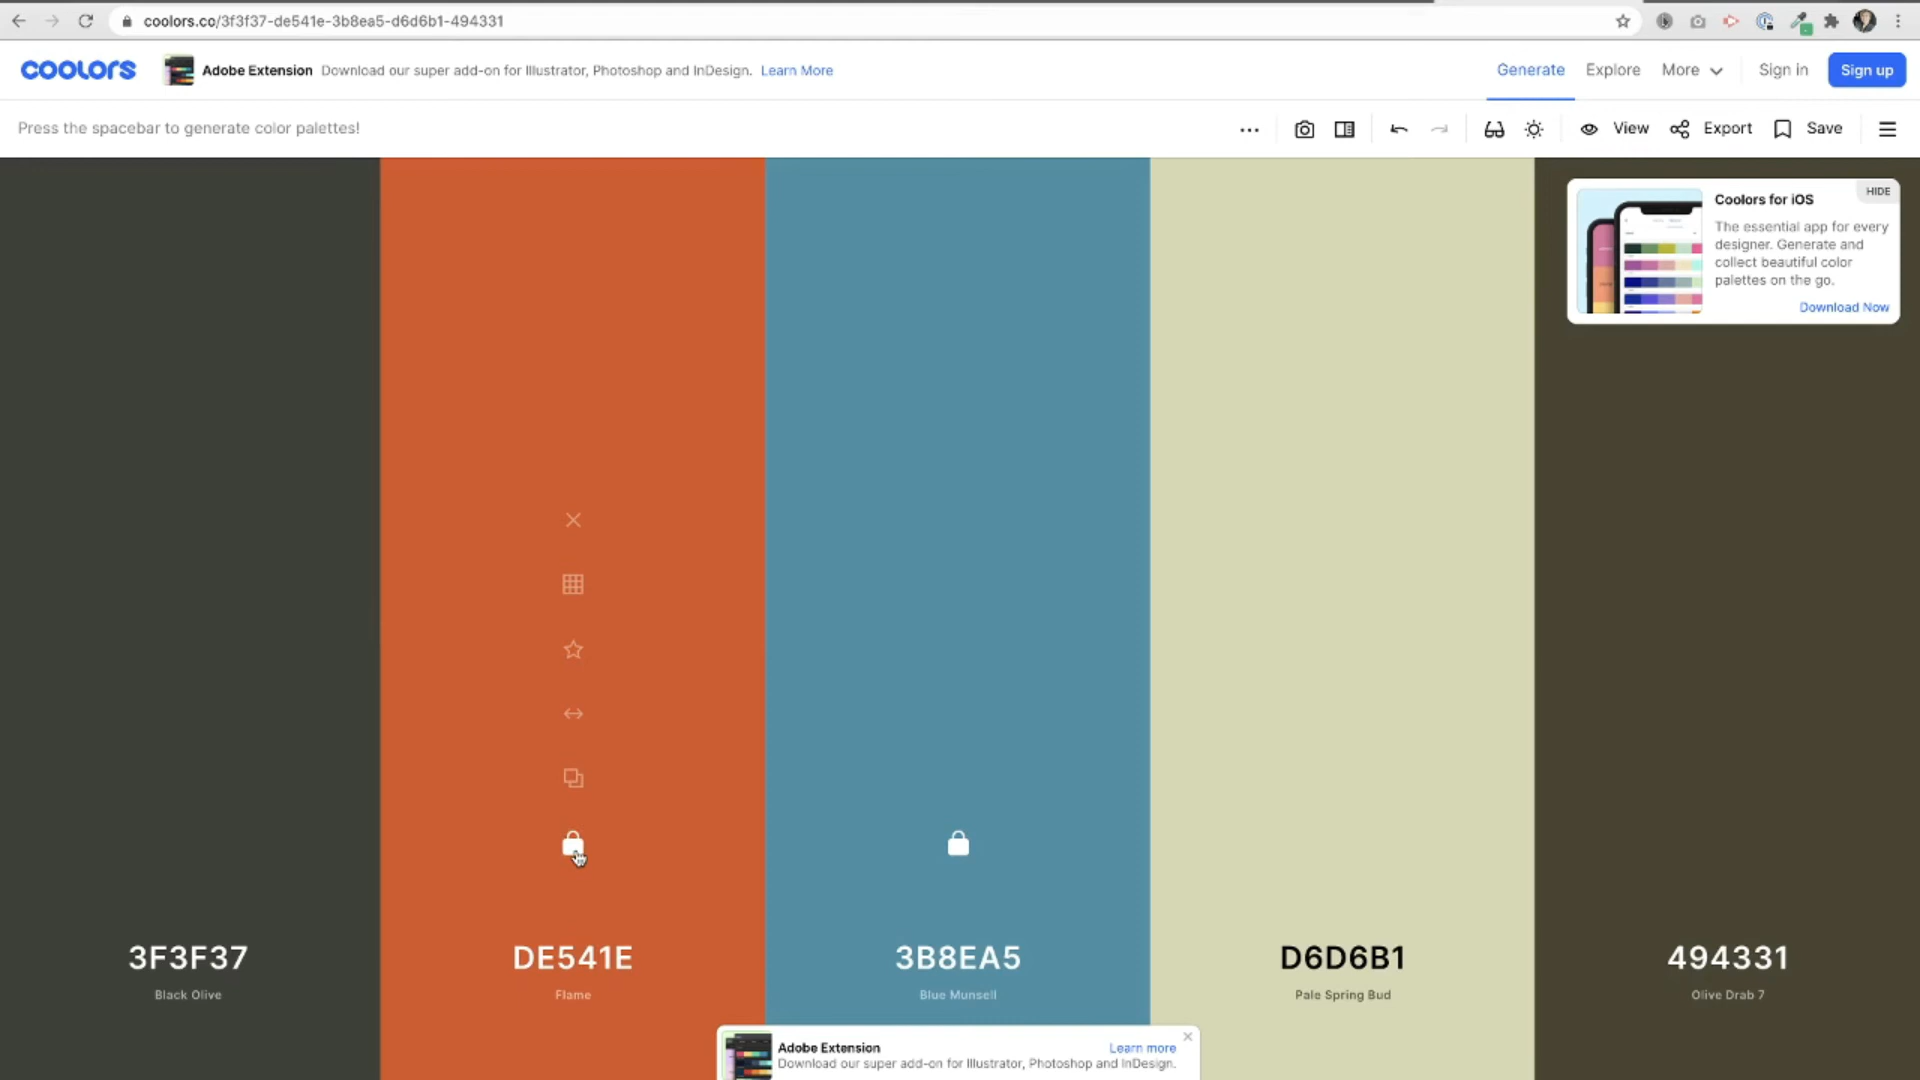 coolors.co/3f3f37-de541e-3b8ea5-d6d6b1-494331
coolors
Adobe Extension Download our super add-on for Illustrator, Photoshop and InDesign. Learn More
Generate Explore More Sign in Sign up
Press the spacebar to generate color palettes!
View Export Save
HIDE
Coolors for iOS
The essential app for every
designer. Generate and
collect beautiful color
palettes on the go.
Download Now
3F3F37 DE541E 3B8EA5 D6D6B1 494331
Black Olive Flame Blue Munsell Pale Spring Bud Olive Drab 7
Adobe Extension Learn more
Download our super add-on for Illustrator, Photoshop and InDesign.